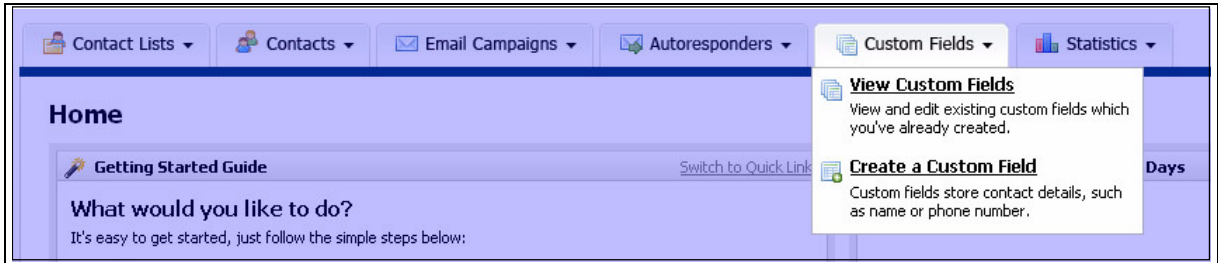 Contact Lists Contacts Email Campaigns Autoresponders Custom Fields Statistics
Home
Getting Started Guide Switch to Quick Link
What would you like to do?
It's easy to get started, just follow the simple steps below:
View Custom Fields
View and edit existing custom fields which
you've already created.
Create a Custom Field
Custom fields store contact details, such
as name or phone number.
Days